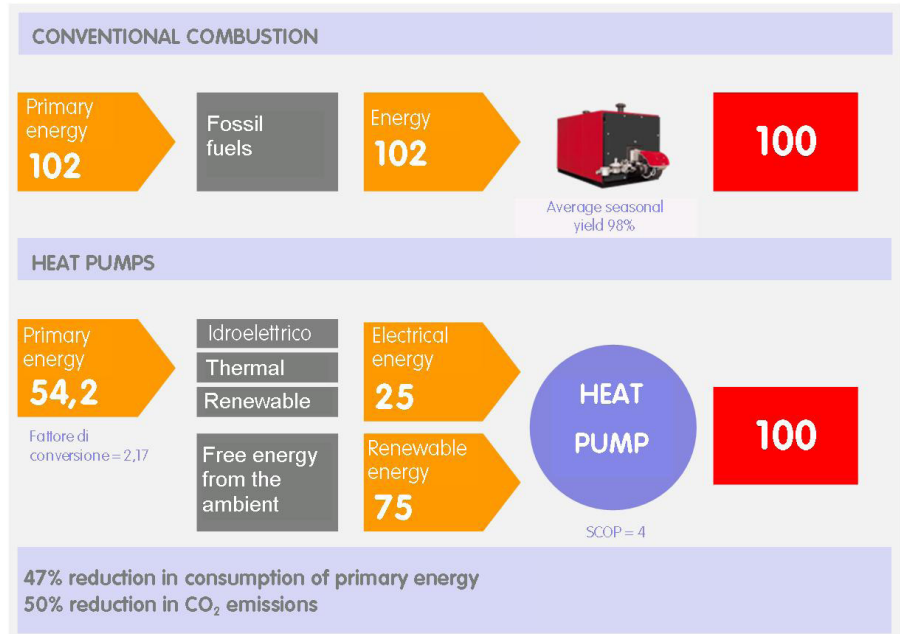 CONVENTIONAL COMBUSTION
Primary
energy
102
Fossil
fuels
Energy
102
Average seasonal
yield 98%
100
HEAT PUMPS
Primary
energy
54,2
Fattore di
conversione = 2,17
Idroelettrico
Thermal
Renewable
Free energy
from the
ambient
Electrical
energy
25
Renewable
energy
75
HEAT
PUMP
SCOP = 4
100
47% reduction in consumption of primary energy
50% reduction in CO₂ emissions